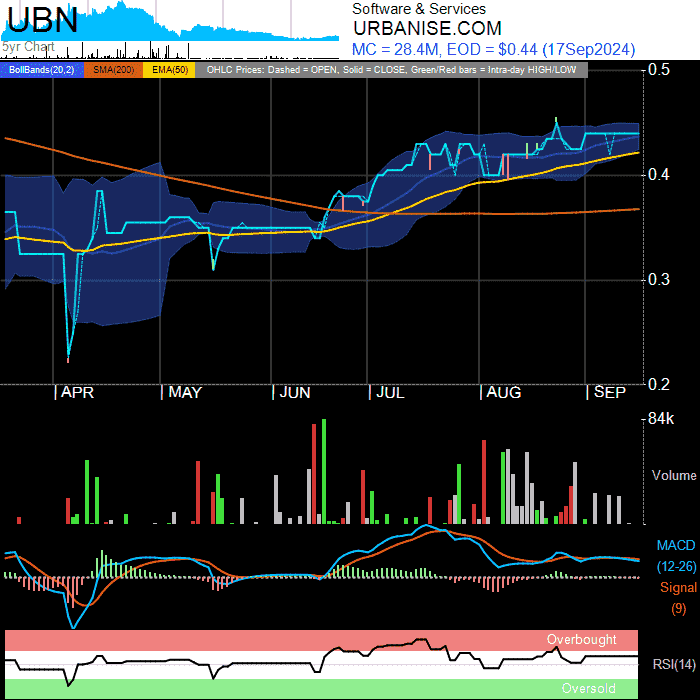 UBN
5yr Chart
Software & Services
URBANISE.COM
MC = 28.4M, EOD = $0.44 (17Sep2024)
BollBands(20,2) SMA(200) EMA(50) OHLC Prices: Dashed = OPEN, Solid = CLOSE, Green/Red bars = Intra-day HIGH/LOW
0.5
0.4
0.3
0.2
APR MAY JUN JUL AUG SEP
84k
Volume
MACD
(12-26)
Signal
(9)
Overbought
RSI(14)
Oversold